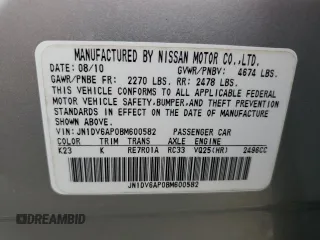 MANUFACTURED BY NISSAN MOTOR CO.,LTD.
DATE: 08/10 GVWR/PNBV: 4674 LBS.
GAWR/PNBE FR: 2270 LBS. RR: 2478 LBS.
THIS VEHICLE CONFORMS TO ALL APPLICABLE FEDERAL
MOTOR VEHICLE SAFETY,BUMPER,AND THEFT PREVENTION
STANDARDS IN EFFECT ON THE DATE OF MANUFACTURE
SHOWN ABOVE.
VIN: JN1DV6AP0BM600582 PASSENGER CAR
COLOR TRIM TRANS AXLE ENGINE
K23 K RE7R01A RC33 VQ25(HR) 2496CC
JN1DV6AP0BM600582
© DREAMBID